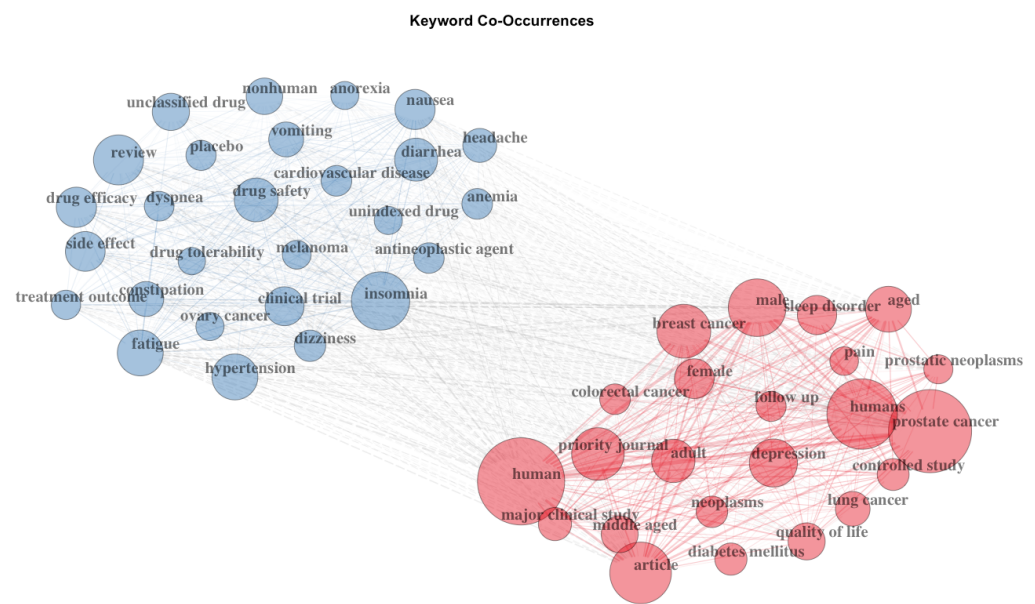 Keyword Co-Occurrences
nonhuman
anorexia
unclassified drug
nausea
vomiting
headache
review
placebo
diarrhea
cardiovascular disease
drug safety
drug efficacy
dyspnea
anemia
unindexed drug
side effect
drug tolerability
melanoma
antineoplastic agent
treatment outcome
constipation
clinical trial
insomnia
ovary cancer
fatigue
dizziness
hypertension
male
sleep disorder
aged
breast cancer
pain
prostatic neoplasms
female
colorectal cancer
follow up
humans
prostate cancer
priority journal
adult
depression
controlled study
human
neoplasms
lung cancer
major clinical study
middle aged
quality of life
diabetes mellitus
article